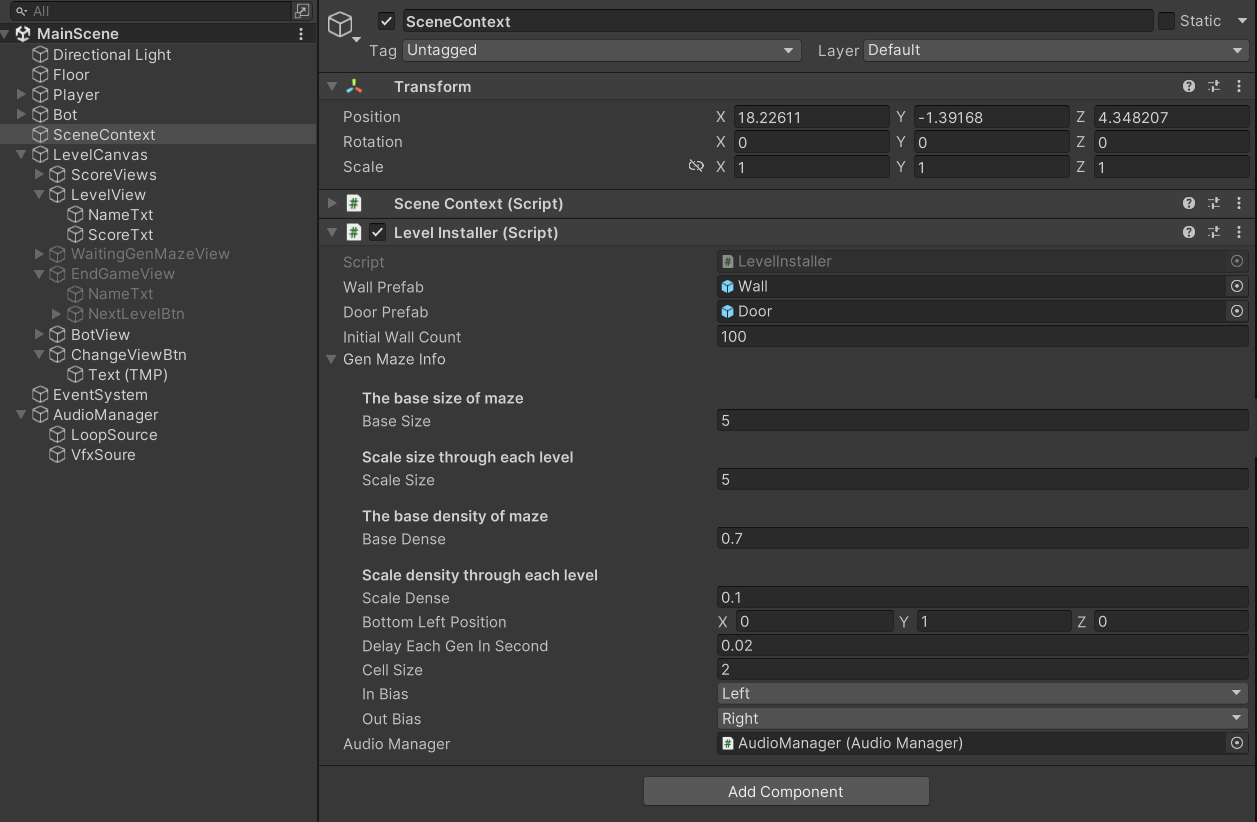 All
MainScene
Directional Light
Floor
Player
Bot
SceneContext
LevelCanvas
ScoreViews
LevelView
NameTxt
ScoreTxt
WaitingGenMazeView
EndGameView
NameTxt
NextLevelBtn
BotView
ChangeViewBtn
Text (TMP)
EventSystem
AudioManager
LoopSource
VfxSoure
SceneContext Static
Tag Untagged Layer Default
Transform
Position X 18.22611 Y -1.39168 Z 4.348207
Rotation X 0 Y 0 Z 0
Scale X 1 Y 1 Z 1
# Scene Context (Script)
# Level Installer (Script)
Script # LevelInstaller
Wall Prefab Wall
Door Prefab Door
Initial Wall Count 100
Gen Maze Info
The base size of maze
Base Size 5
Scale size through each level
Scale Size 5
The base density of maze
Base Dense 0.7
Scale density through each level
Scale Dense 0.1
Bottom Left Position X 0 Y 1 Z 0
Delay Each Gen In Second 0.02
Cell Size 2
In Bias Left
Out Bias Right
Audio Manager # AudioManager (Audio Manager)
Add Component